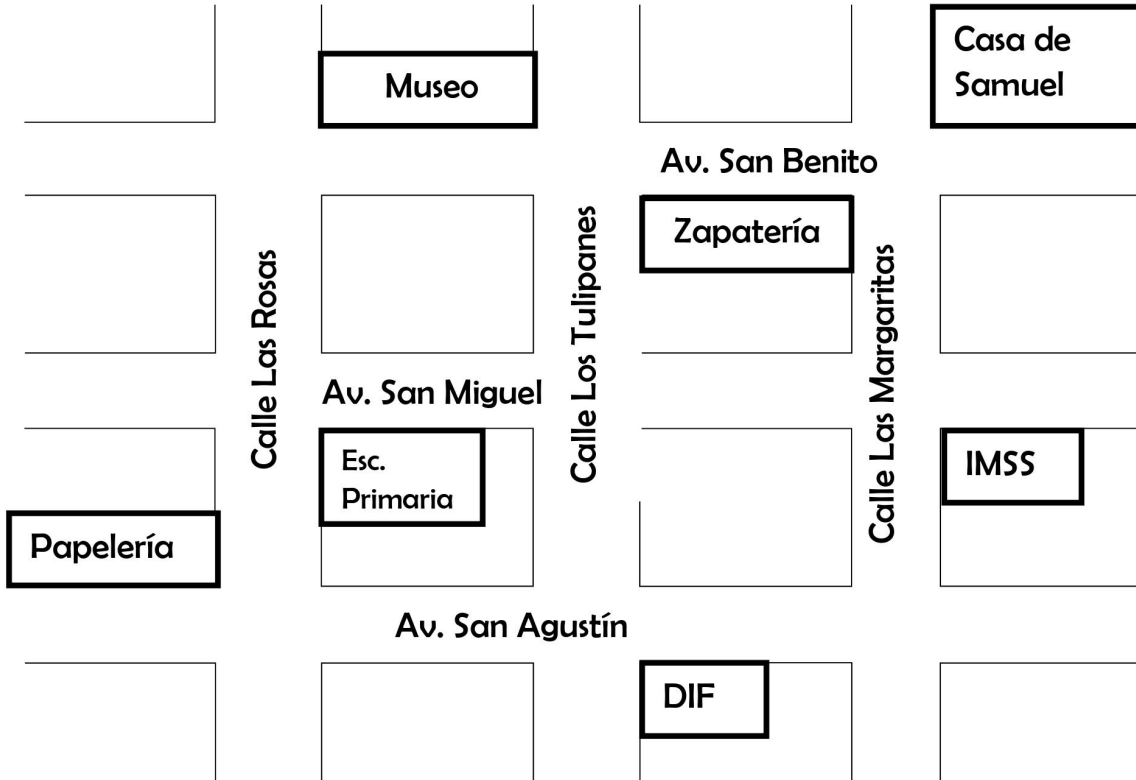 Casa de
Samuel
Museo
Av. San Benito
Zapatería
Calle Las Rosas
Calle Los Tulipanes
Calle Las Margaritas
Av. San Miguel
Esc.
Primaria
IMSS
Papelería
Av. San Agustín
DIF